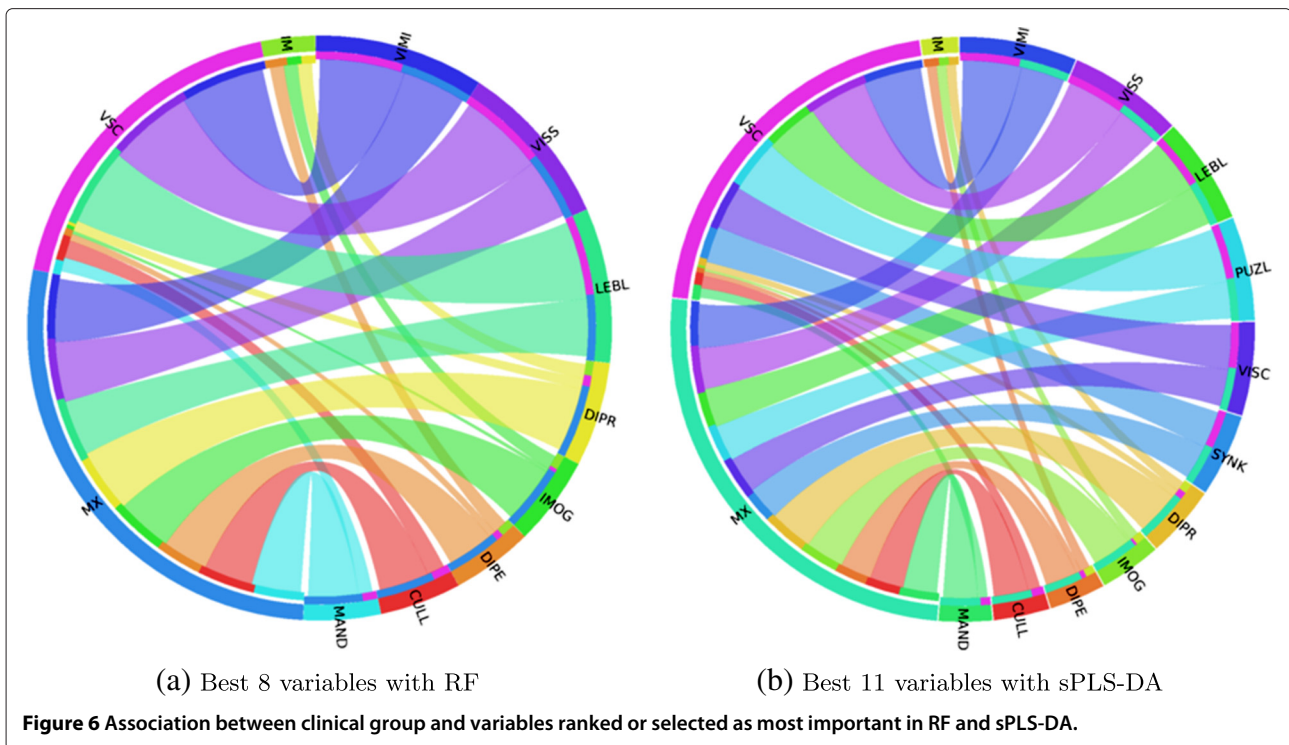 IM
VIMI
VISS
LEBL
DIPR
IMOG
DIPE
CULL
MAND
MX
VSC
IM
VIMI
VISS
LEBL
PUZL
VISC
SYNK
DIPR
IMOG
DIPE
CULL
MAND
MX
VSC
(a) Best 8 variables with RF
(b) Best 11 variables with sPLS-DA
Figure 6 Association between clinical group and variables ranked or selected as most important in RF and sPLS-DA.